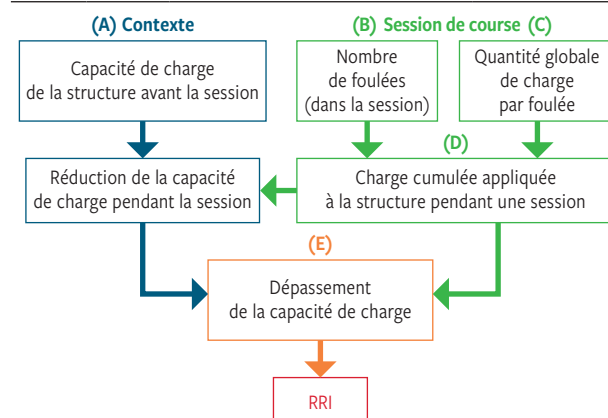 (A) Contexte
(B) Session de course (C)
Capacité de charge
de la structure avant la session
Nombre
de foulées
(dans la session)
Quantité globale
de charge
par foulée
(D)
Réduction de la capacité
de charge pendant la session
Charge cumulée appliquée
à la structure pendant une session
(E)
Dépassement
de la capacité de charge
RRI